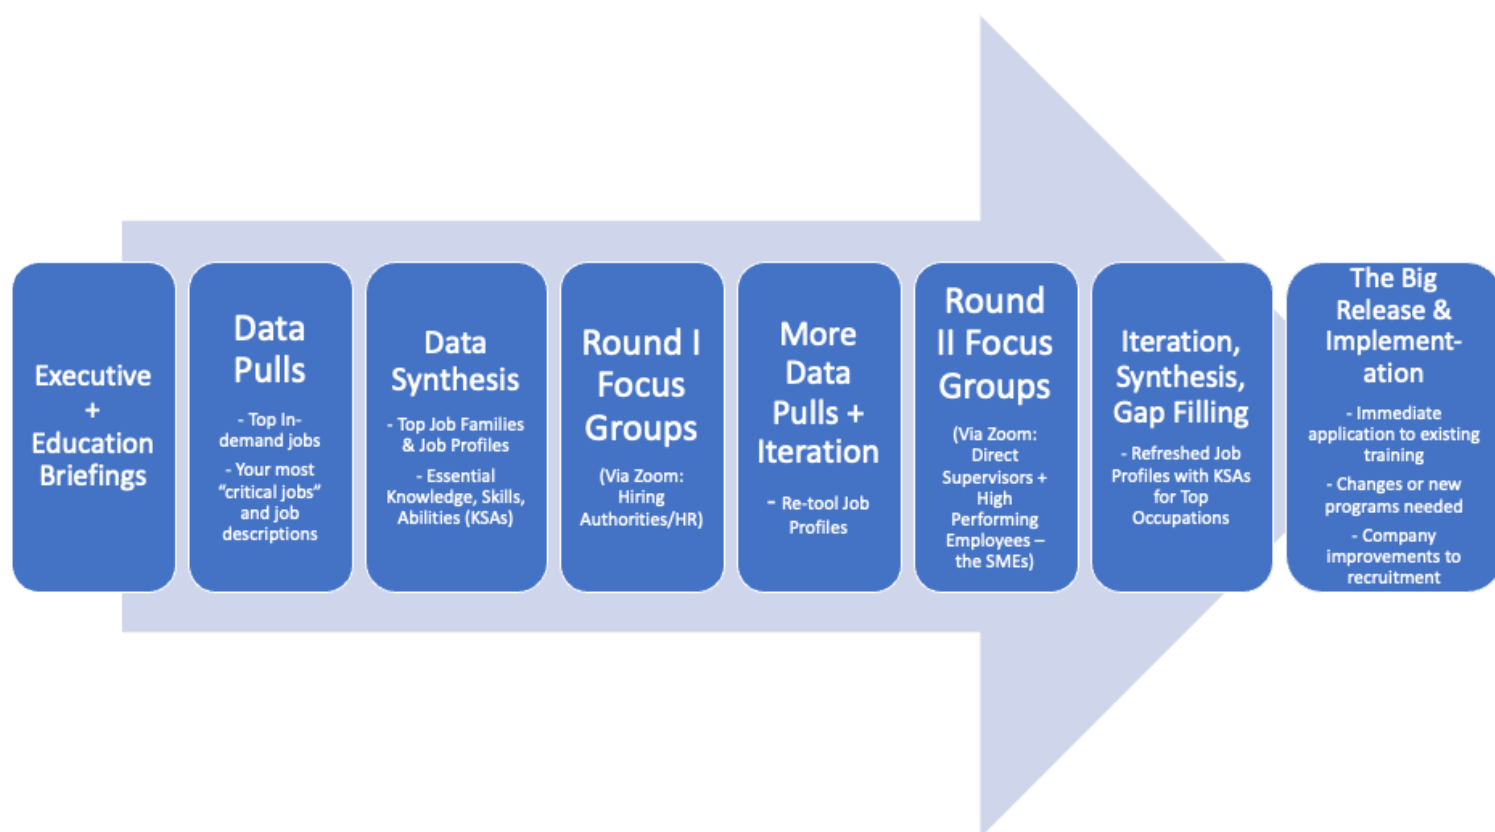 Executive
+
Education
Briefings
Data
Pulls
- Top In-
demand jobs
- Your most
“critical jobs”
and job
descriptions
Data
Synthesis
- Top Job Families
& Job Profiles
- Essential
Knowledge, Skills,
Abilities (KSAs)
Round I
Focus
Groups
(Via Zoom:
Hiring
Authorities/HR)
More
Data
Pulls +
Iteration
- Re-tool Job
Profiles
Round
II Focus
Groups
(Via Zoom:
Direct
Supervisors +
High
Performing
Employees –
the SMEs)
Iteration,
Synthesis,
Gap Filling
- Refreshed Job
Profiles with KSAs
for Top
Occupations
The Big
Release &
Implement-
ation
- Immediate
application to existing
training
- Changes or new
programs needed
- Company
improvements to
recruitment